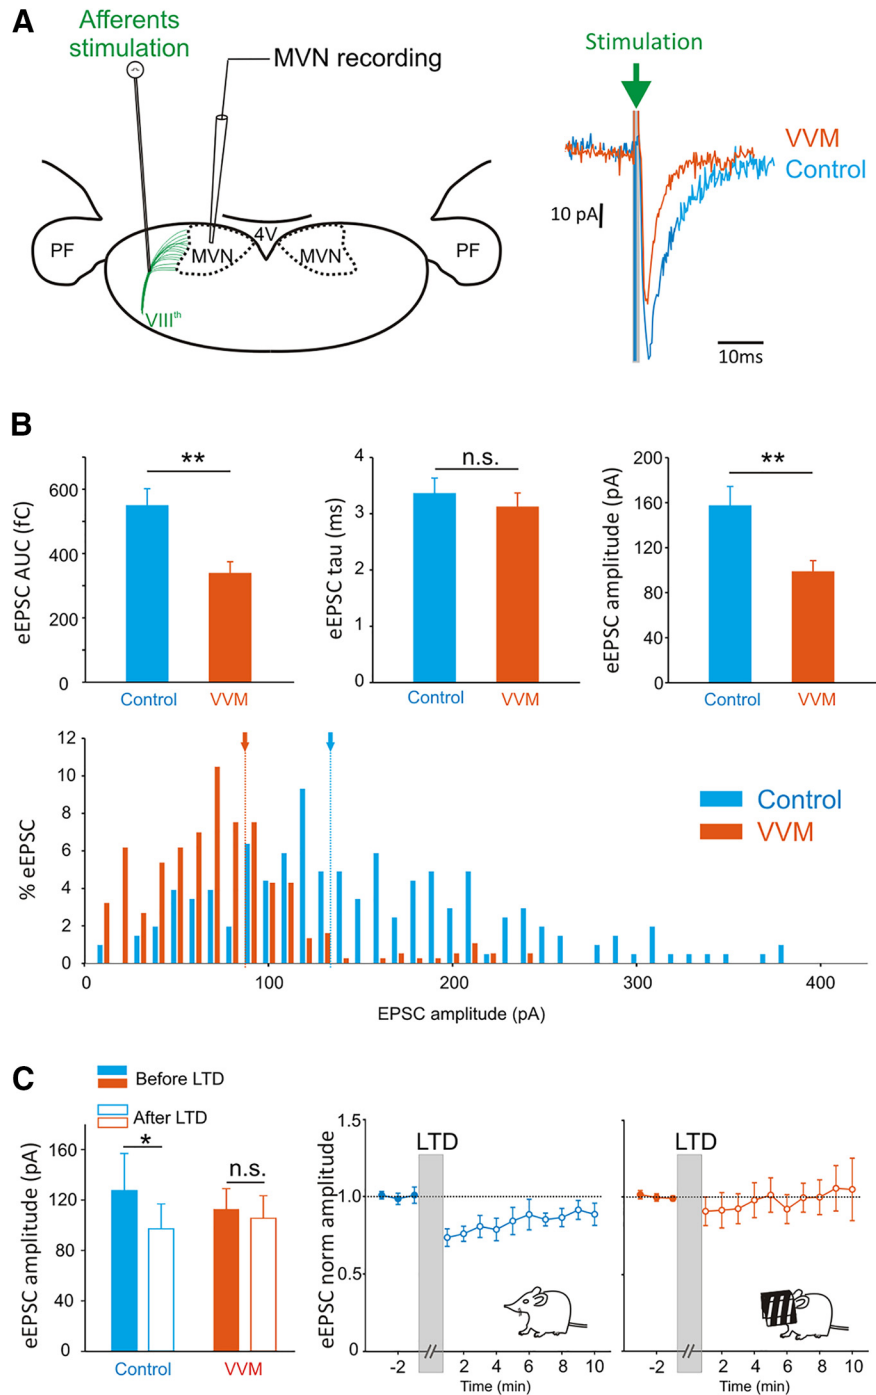 A
Afferents
stimulation
MVN recording
PF
MVN
4V
MVN
PF
VIIIth
Stimulation
VVM
Control
10 pA
10ms
B
eEPSC AUC (fC)
600
400
200
0
**
Control
VVM
eEPSC tau (ms)
4
3
2
1
0
n.s.
Control
VVM
eEPSC amplitude (pA)
200
160
120
80
40
0
**
Control
VVM
% eEPSC
12
10
8
6
4
2
0
0
100
200
300
400
EPSC amplitude (pA)
Control
VVM
C
Before LTD
After LTD
eEPSC amplitude (pA)
160
120
80
40
0
*
n.s.
Control
VVM
eEPSC norm amplitude
1.5
1.0
0.5
0
LTD
-2
//
2
4
6
8
10
Time (min)
LTD
-2
//
2
4
6
8
10
Time (min)